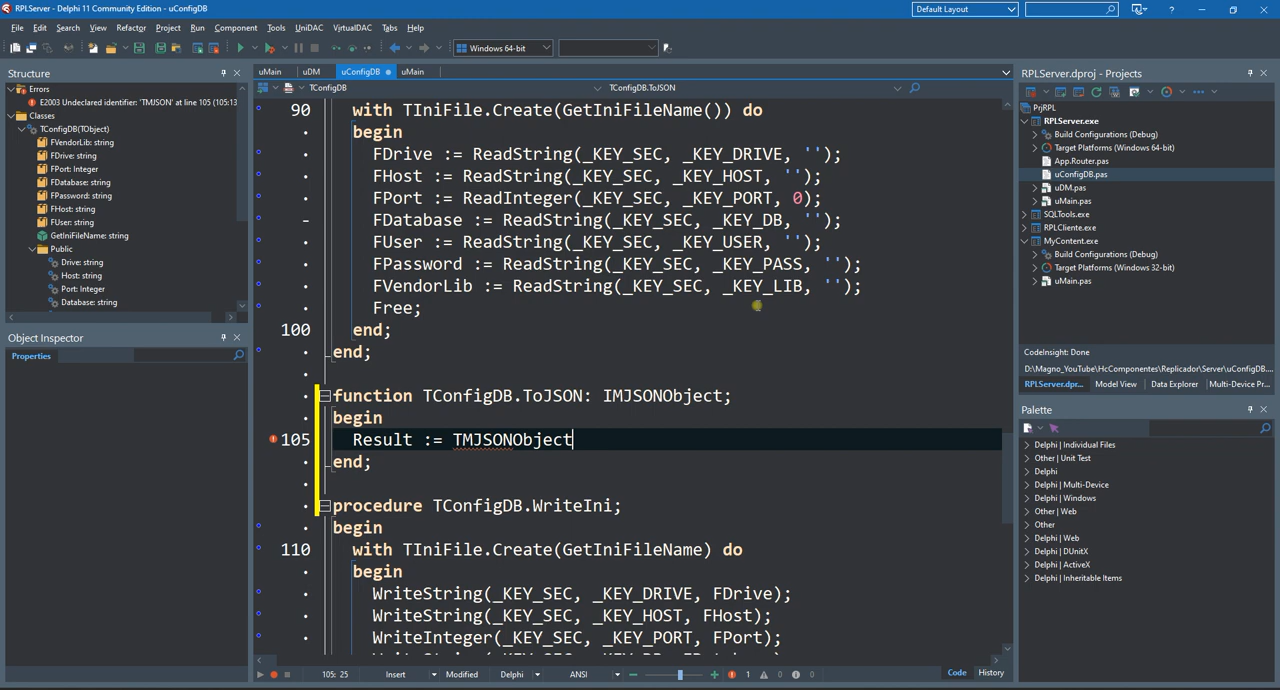 RPLServer - Delphi 11 Community Edition - uConfigDB
Default Layout
File Edit Search View Refactor Project Run Component Tools UniDAC VirtualDAC Tabs Help
Windows 64-bit
Structure
Errors
E2003 Undeclared identifier: 'TMJSON' at line 105 (105:13
Classes
TConfigDB(TObject)
FVendorLib: string
FDrive: string
FPort: Integer
FDatabase: string
FPassword: string
FHost: string
FUser: string
GetIniFileName: string
Public
Drive: string
Host: string
Port: Integer
Database: string
Object Inspector
Properties
uMain uDM uConfigDB uMain
TConfigDB TConfigDB.ToJSON
90 with TIniFile.Create(GetIniFileName()) do
begin
FDrive := ReadString(_KEY_SEC, _KEY_DRIVE, '');
FHost := ReadString(_KEY_SEC, _KEY_HOST, '');
FPort := ReadInteger(_KEY_SEC, _KEY_PORT, 0);
FDatabase := ReadString(_KEY_SEC, _KEY_DB, '');
FUser := ReadString(_KEY_SEC, _KEY_USER, '');
FPassword := ReadString(_KEY_SEC, _KEY_PASS, '');
FVendorLib := ReadString(_KEY_SEC, _KEY_LIB, '');
Free;
100 end;
end;
function TConfigDB.ToJSON: IMJSONObject;
begin
105 Result := TMJSONObject
end;
procedure TConfigDB.WriteIni;
begin
110 with TIniFile.Create(GetIniFileName) do
begin
WriteString(_KEY_SEC, _KEY_DRIVE, FDrive);
WriteString(_KEY_SEC, _KEY_HOST, FHost);
WriteInteger(_KEY_SEC, _KEY_PORT, FPort);
105: 25 Insert Modified Delphi ANSI 1 0 0 Code History
RPLServer.dproj - Projects
PrjRPL
RPLServer.exe
Build Configurations (Debug)
Target Platforms (Windows 64-bit)
App.Router.pas
uConfigDB.pas
uDM.pas
uMain.pas
SQLTools.exe
RPLCliente.exe
MyContent.exe
Build Configurations (Debug)
Target Platforms (Windows 32-bit)
uMain.pas
CodeInsight: Done
D:\Magno_YouTube\HcComponentes\Replicador\Server\uConfigD...
RPLServer.dpr... Model View Data Explorer Multi-Device Pr...
Palette
Delphi | Individual Files
Other | Unit Test
Delphi
Delphi | Multi-Device
Delphi | Windows
Other | Web
Other
Delphi | Web
Delphi | DUnitX
Delphi | ActiveX
Delphi | Inheritable Items